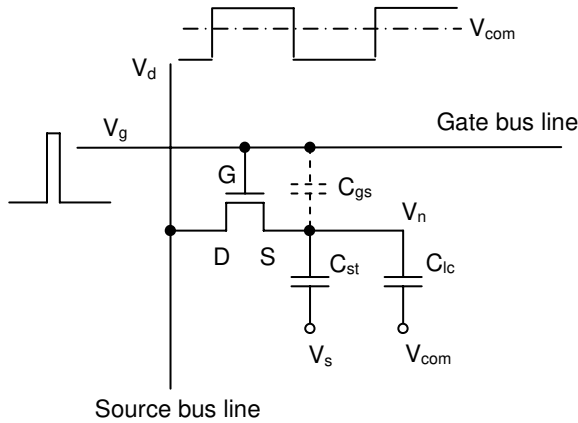 V_com
V_d
V_g
Gate bus line
G
C_gs
V_n
D
S
C_st
C_lc
V_s
V_com
Source bus line